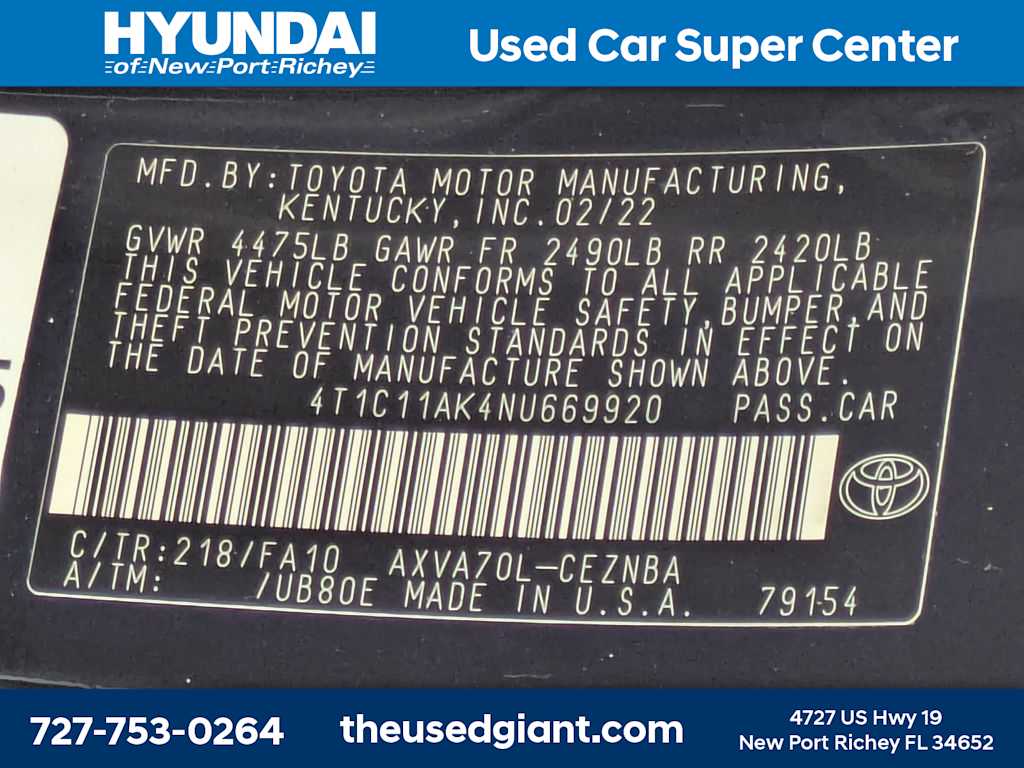 HYUNDAI
of New Port Richey
Used Car Super Center
MFD.BY:TOYOTA MOTOR MANUFACTURING,
KENTUCKY, INC.02/22
GVWR 4475LB GAWR FR 2490LB RR 2420LB
THIS VEHICLE CONFORMS TO ALL APPLICABLE
FEDERAL MOTOR VEHICLE SAFETY,BUMPER,AND
THEFT PREVENTION STANDARDS IN EFFECT ON
THE DATE OF MANUFACTURE SHOWN ABOVE.
4T1C11AK4NU669920 PASS.CAR
C/TR:218/FA10 AXVA70L-CEZNBA
A/TM: /UB80E MADE IN U.S.A. 79154
727-753-0264
theusedgiant.com
4727 US Hwy 19
New Port Richey FL 34652